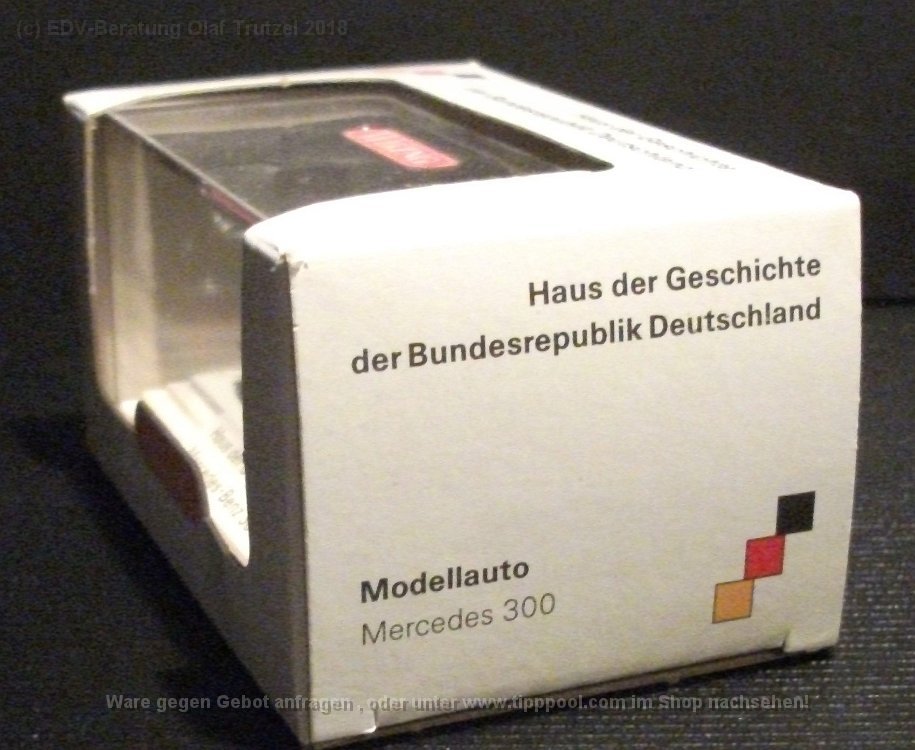 (c) EDV-Beratung Olaf Trutzel 2018
Haus der Geschichte
der Bundesrepublik Deutschland
Modellauto
Mercedes 300
Ware gegen Gebot anfragen , oder unter www.tipppool.com im Shop nachsehen!